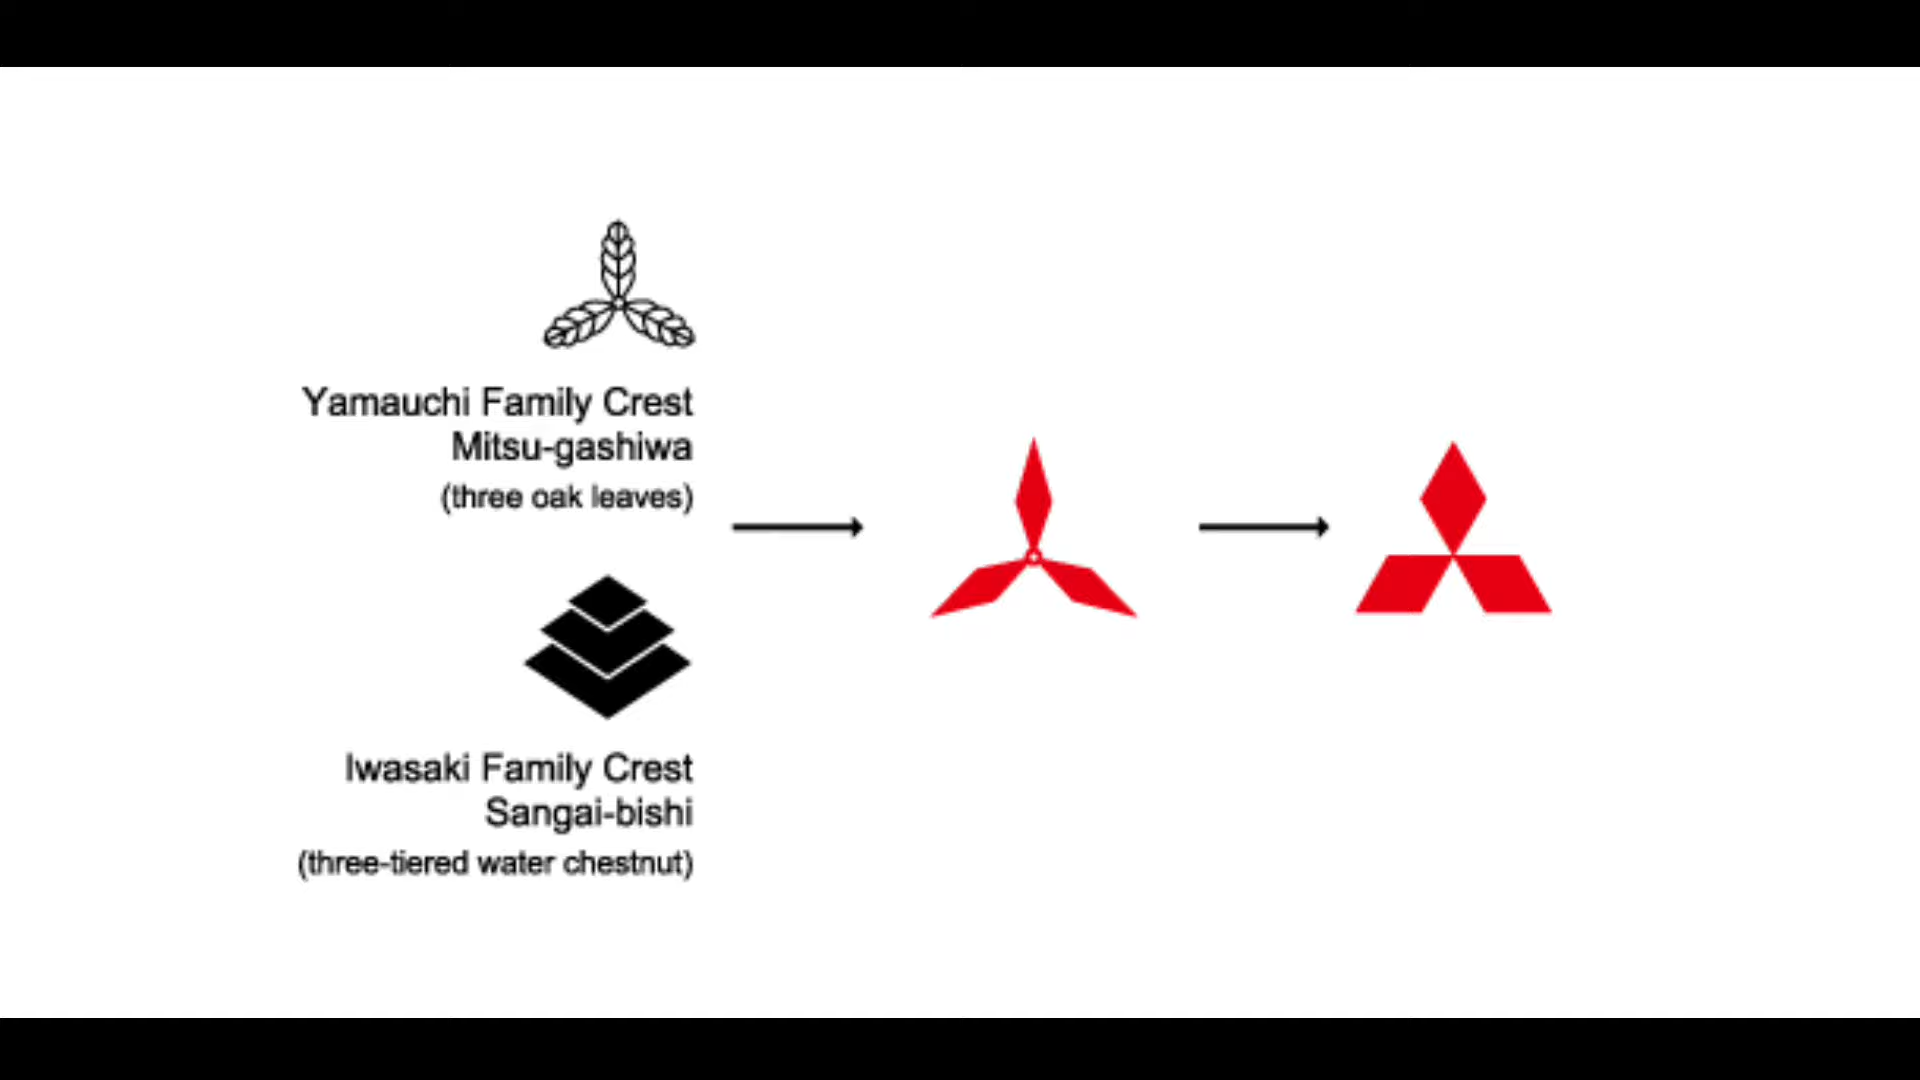 Yamauchi Family Crest
Mitsu-gashiwa
(three oak leaves)
Iwasaki Family Crest
Sangai-bishi
(three-tiered water chestnut)